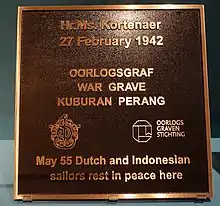 Hr.Ms. Kortenaer
27 February 1942
OORLOGSGRAF
WAR GRAVE
KUBURAN PERANG
OORLOGS
GRAVEN
STICHTING
May 55 Dutch and Indonesian
sailors rest in peace here